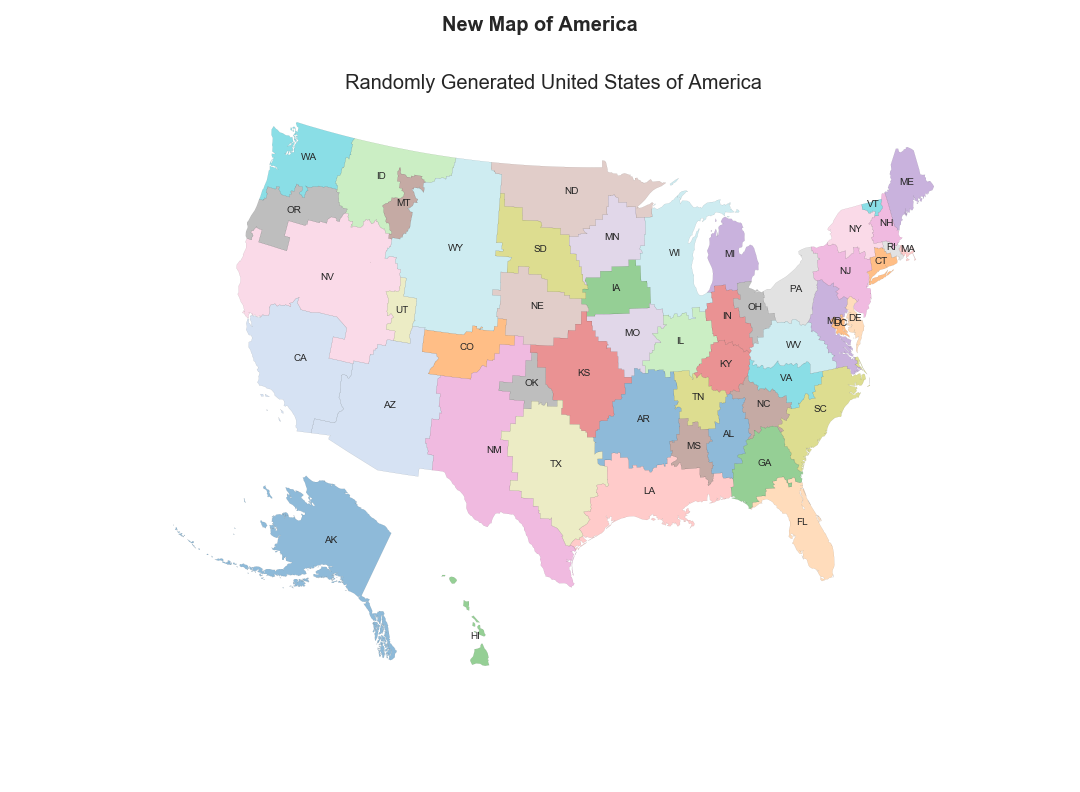 New Map of America
Randomly Generated United States of America
WA
ID
MT
OR
ND
ME
VT
NH
NY
MN
SD
WY
WI
MI
RI
MA
CT
NJ
NV
PA
IA
UT
NE
OH
IN
MD
DC
DE
MO
IL
WV
CO
CA
KY
KS
OK
VA
TN
NC
SC
AZ
AR
AL
MS
NM
TX
GA
LA
FL
AK
HI